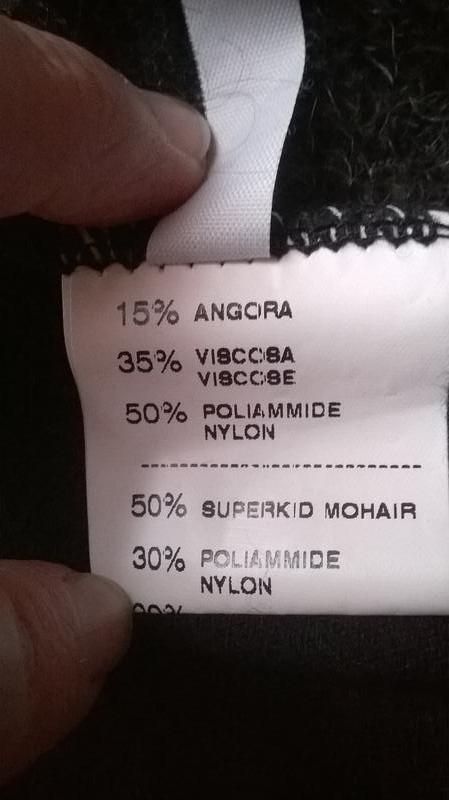 15% ANGORA
35% VISCOSA
VISCOSE
50% POLIAMMIDE
NYLON
50% SUPERKID MOHAIR
30% POLIAMMIDE
NYLON